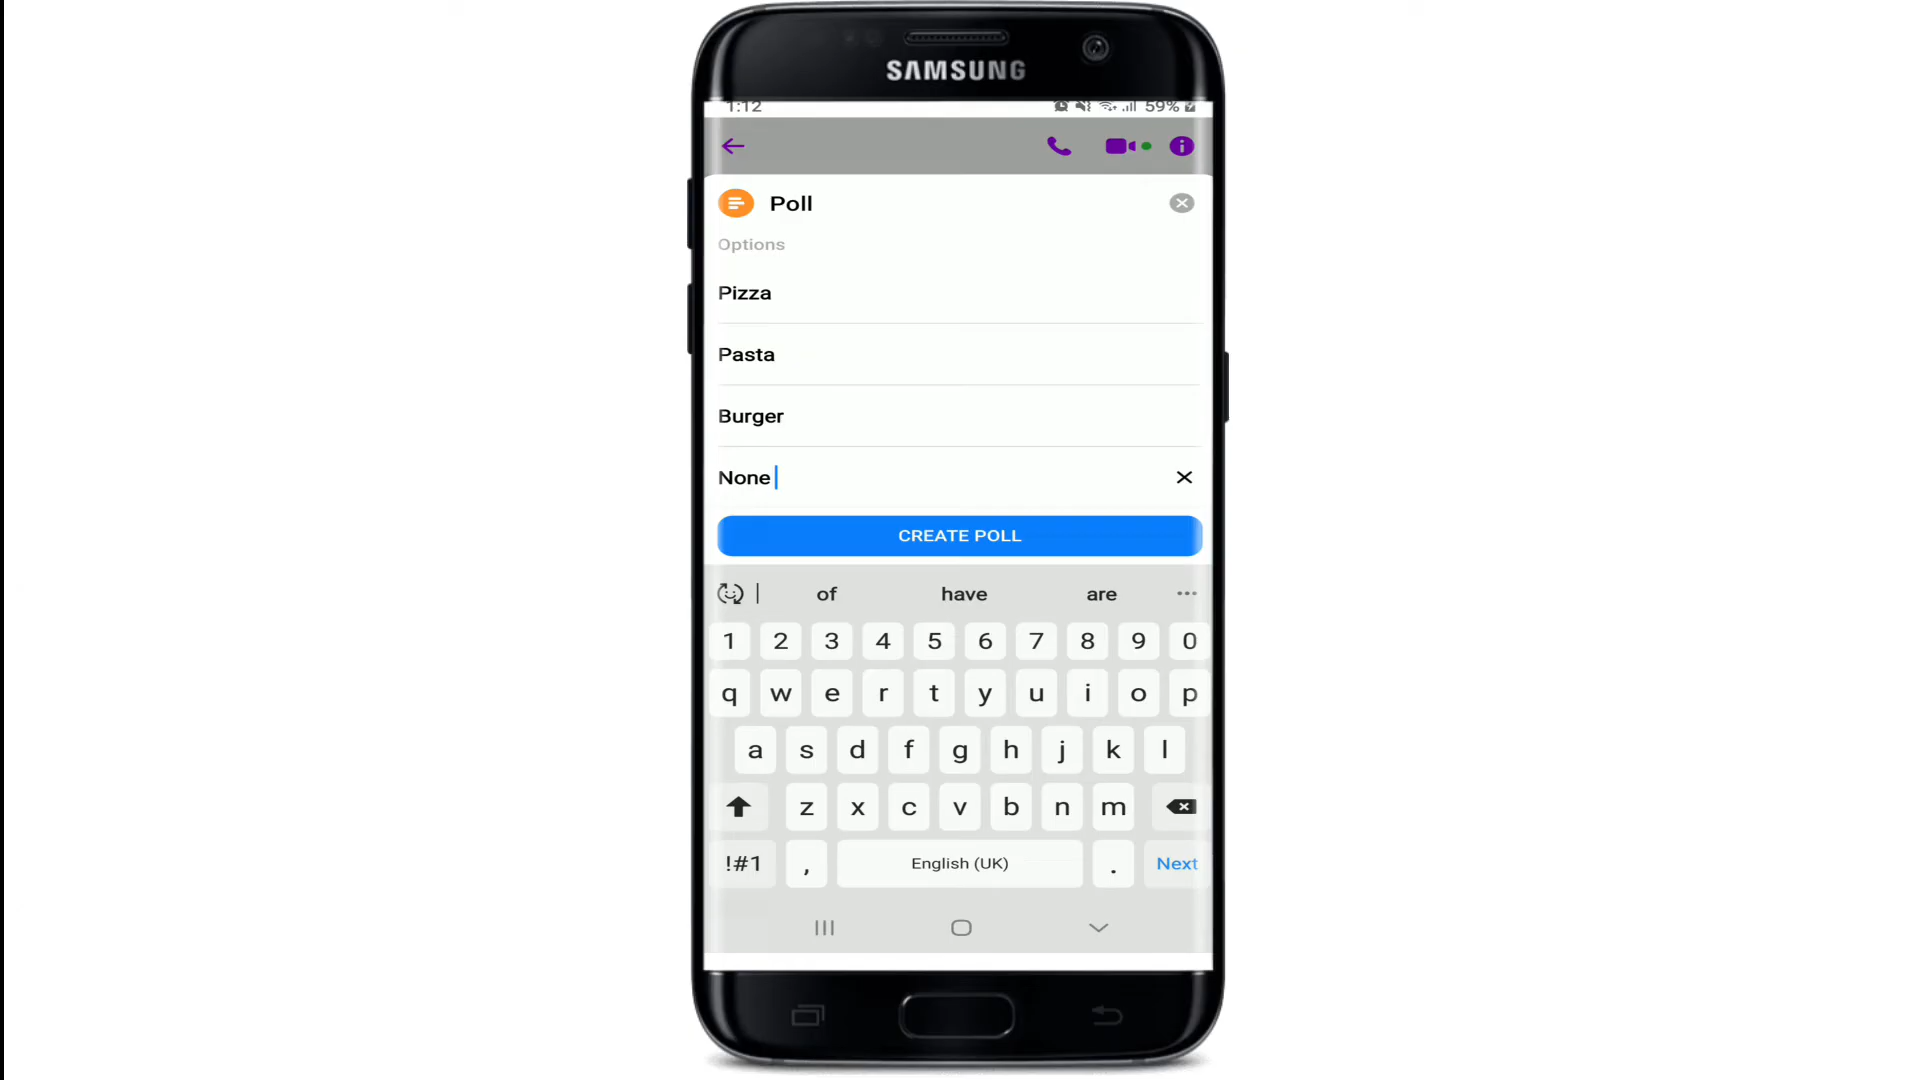 SAMSUNG
1:12 59%
Poll
Options
Pizza
Pasta
Burger
None
CREATE POLL
of have are
1 2 3 4 5 6 7 8 9 0
q w e r t y u i o p
a s d f g h j k l
z x c v b n m
!#1 , English (UK) . Next